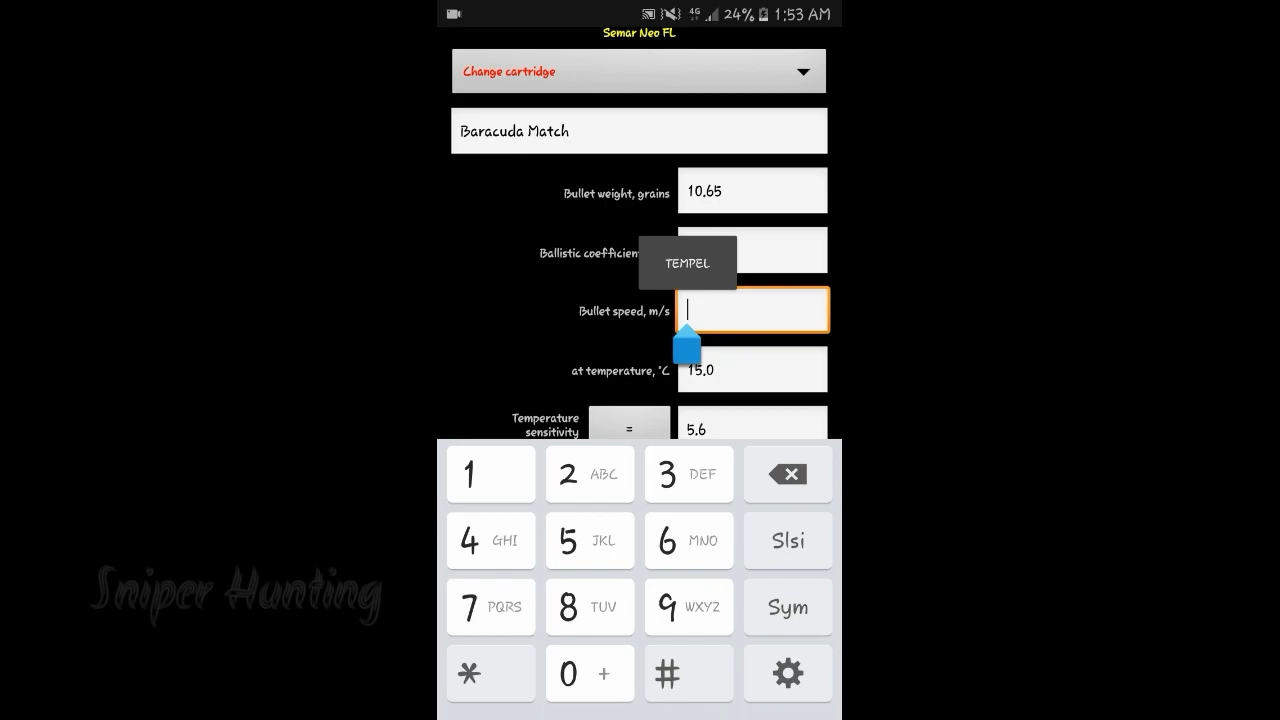 4G 24% 1:53 AM
Semar Neo FL
Change cartridge
Baracuda Match
Bullet weight, grains 10.65
Ballistic coefficien
TEMPEL
Bullet speed, m/s
at temperature, °C 15.0
Temperature
sensitivity = 5.6
1 2 ABC 3 DEF
4 GHI 5 JKL 6 MNO Slsi
7 PQRS 8 TUV 9 WXYZ Sym
* 0 + #
Sniper Hunting